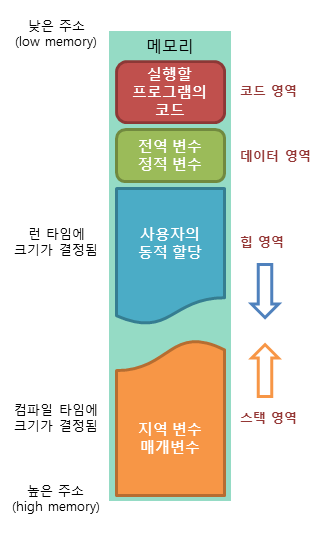 낮은 주소
(low memory)
메모리
실행할
프로그램의
코드
코드 영역
전역 변수
정적 변수
데이터 영역
런 타임에
크기가 결정됨
사용자의
동적 할당
힙 영역
컴파일 타임에
크기가 결정됨
지역 변수
매개변수
스택 영역
높은 주소
(high memory)